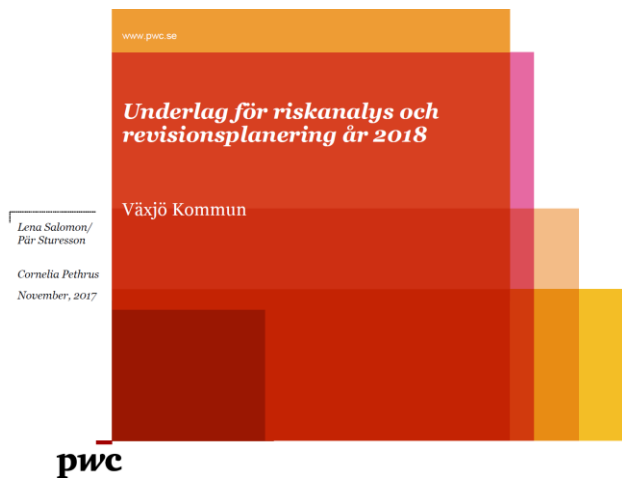 www.pwc.se
Underlag för riskanalys och
revisionsplanering år 2018
Växjö Kommun
Lena Salomon/
Pär Sturesson
Cornelia Pethrus
November, 2017
pwc